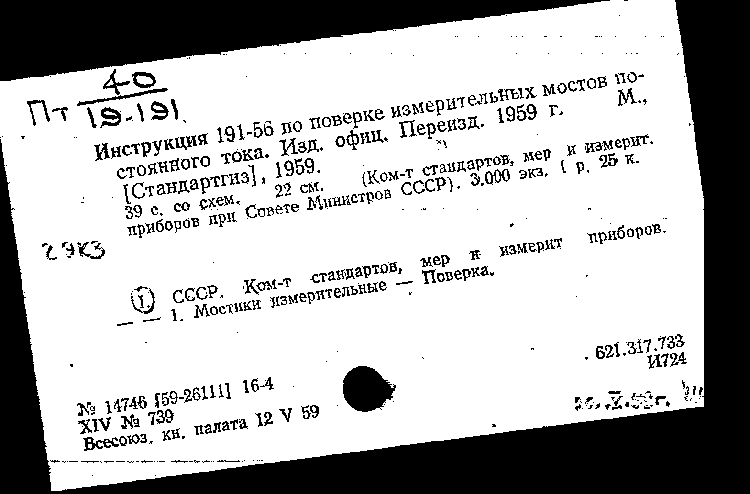 Пт 40
19-191.
Инструкция 191-56 по поверке измерительных мостов по-
стоянного тока. Изд. офиц. Переизд. 1959 г. М.,
[Стандартгиз], 1959.
39 с. со схем. 22 см. (Ком-т стандартов, мер и измерит.
приборов при Совете Министров СССР). 3.000 экз. р. 25 к.
2 экз
1. СССР. Ком-т стандартов, мер и измерит приборов.
— — 1. Мостики измерительные — Поверка.
621.317.733
И724
№ 14746 [59-26111] 16-4
XIV № 739
Всесоюз. кн. палата 12 V 59